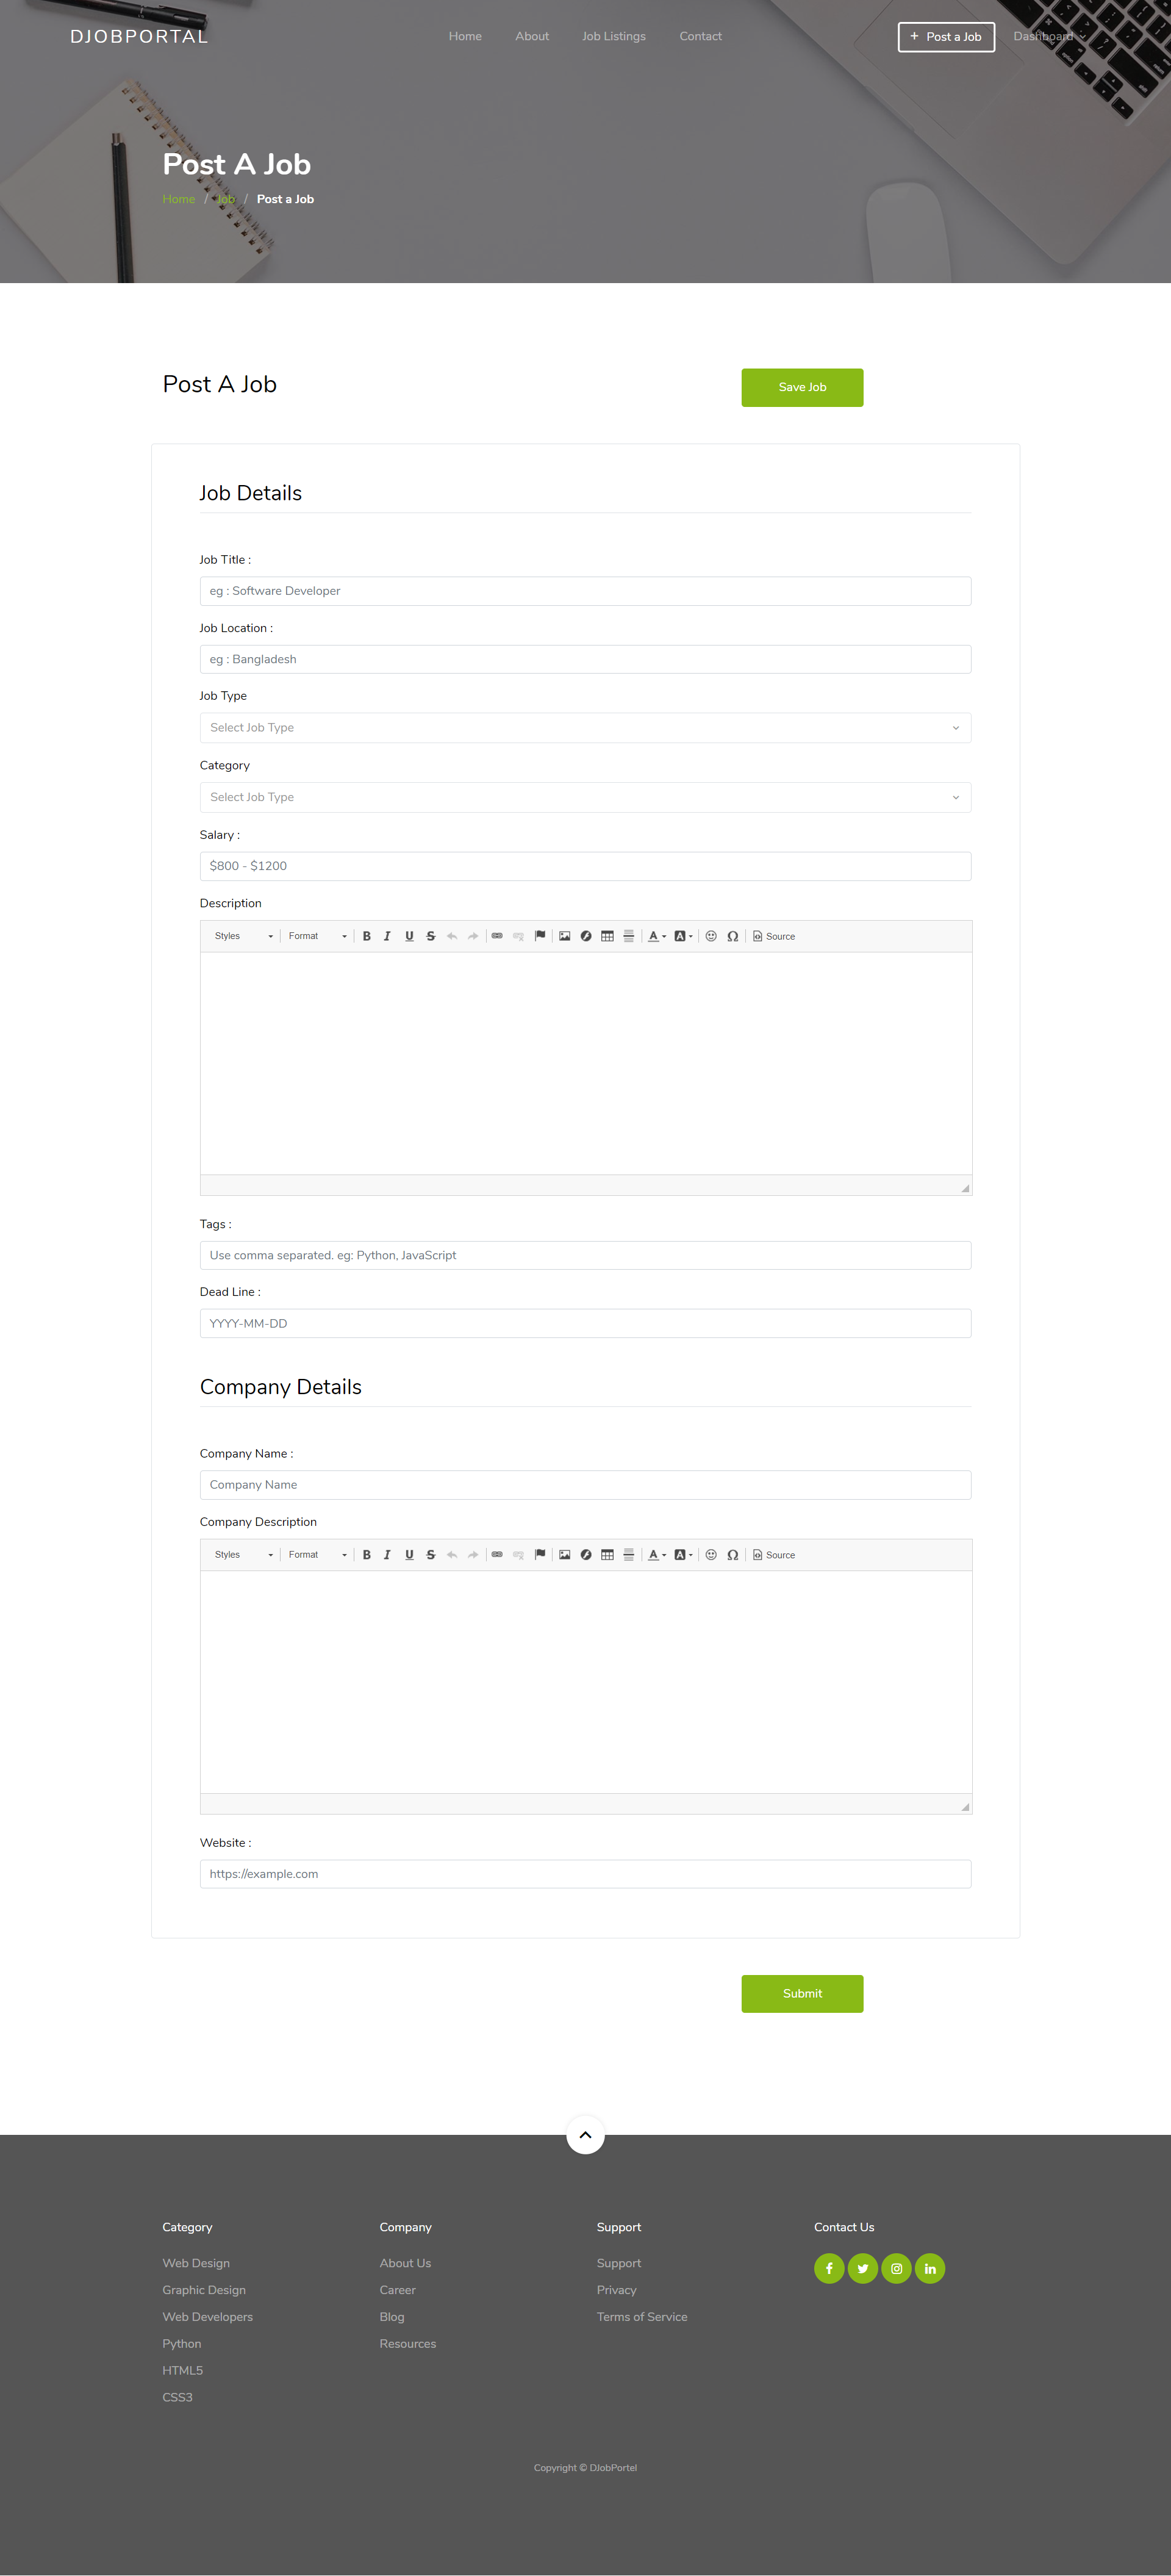 DJOBPORTAL
Home About Job Listings Contact
+ Post a Job
Dashboard
Post A Job
Home / Job / Post a Job
Post A Job
Save Job
Job Details
Job Title :
eg : Software Developer
Job Location :
eg : Bangladesh
Job Type
Select Job Type
Category
Select Job Type
Salary :
$800 - $1200
Description
Styles Format B I U S A A Ω Source
Tags :
Use comma separated. eg: Python, JavaScript
Dead Line :
YYYY-MM-DD
Company Details
Company Name :
Company Name
Company Description
Styles Format B I U S A A Ω Source
Website :
https://example.com
Submit
Category
Web Design
Graphic Design
Web Developers
Python
HTML5
CSS3
Company
About Us
Career
Blog
Resources
Support
Support
Privacy
Terms of Service
Contact Us
Copyright © DJobPortel